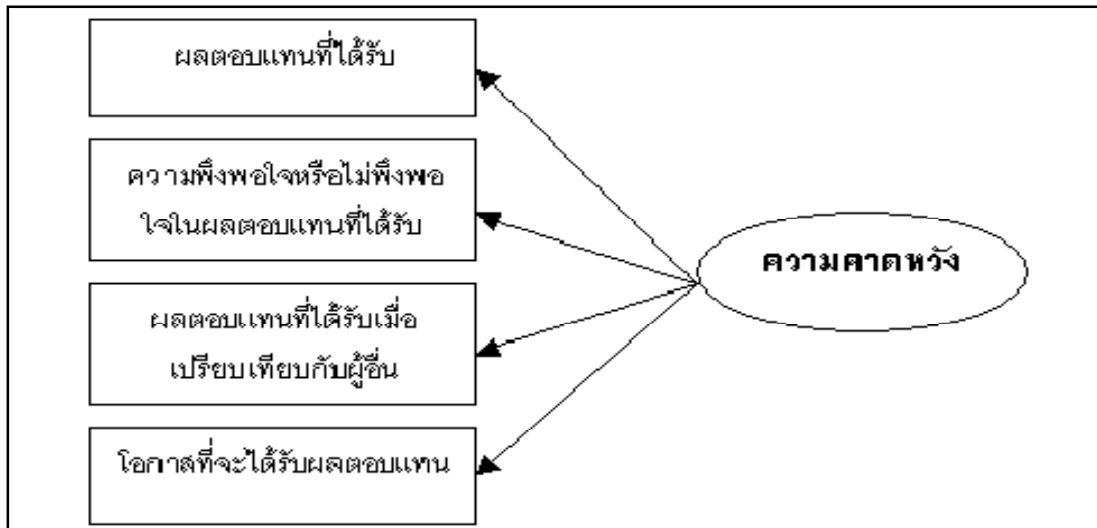 ผลตอบแทนที่ได้รับ
ความพึงพอใจหรือไม่พึงพอ
ใจในผลตอบแทนที่ได้รับ
ความคาดหวัง
ผลตอบแทนที่ได้รับเมื่อ
เปรียบเทียบกับผู้อื่น
โอกาสที่จะได้รับผลตอบแทน